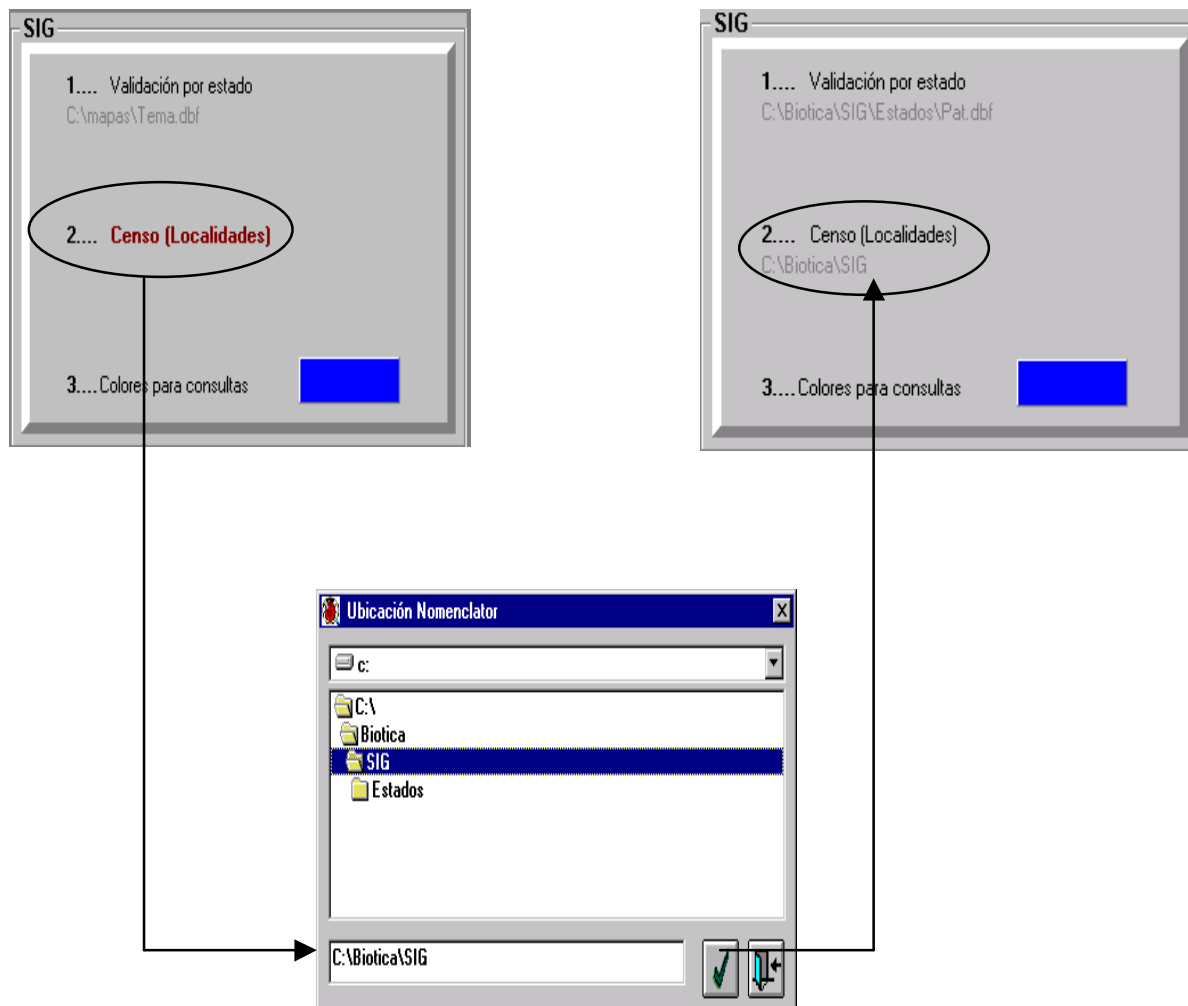 SIG
1.... Validación por estado
C:\mapas\Tema.dbf
2.... Censo (Localidades)
3....Colores para consultas
SIG
1.... Validación por estado
C:\Biotica\SIG\Estados\Pat.dbf
2.... Censo (Localidades)
C:\Biotica\SIG
3....Colores para consultas
Ubicación Nomenclator
c:
C:\
Biotica
SIG
Estados
C:\Biotica\SIG